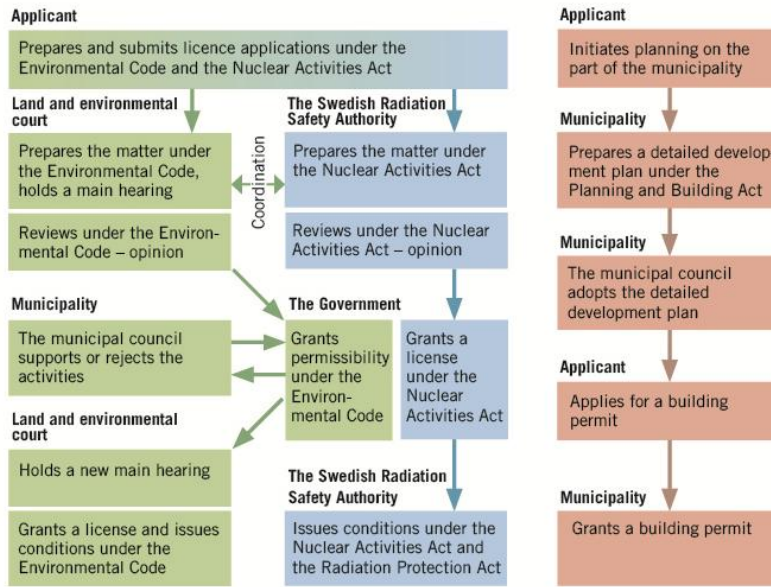 Applicant
Prepares and submits licence applications under the
Environmental Code and the Nuclear Activities Act
Land and environmental
court
Prepares the matter under
the Environmental Code,
holds a main hearing
Reviews under the Environ-
mental Code – opinion
Coordination
The Swedish Radiation
Safety Authority
Prepares the matter under
the Nuclear Activities Act
Reviews under the Nuclear
Activities Act – opinion
Municipality
The municipal council
supports or rejects the
activities
The Government
Grants
permissibility
under the
Environ-
mental Code
Grants a
license
under the
Nuclear
Activities Act
Land and environmental
court
Holds a new main hearing
Grants a license and issues
conditions under the
Environmental Code
The Swedish Radiation
Safety Authority
Issues conditions under the
Nuclear Activities Act and
the Radiation Protection Act
Applicant
Initiates planning on the
part of the municipality
Municipality
Prepares a detailed develop
ment plan under the
Planning and Building Act
Municipality
The municipal council
adopts the detailed
development plan
Applicant
Applies for a building
permit
Municipality
Grants a building permit